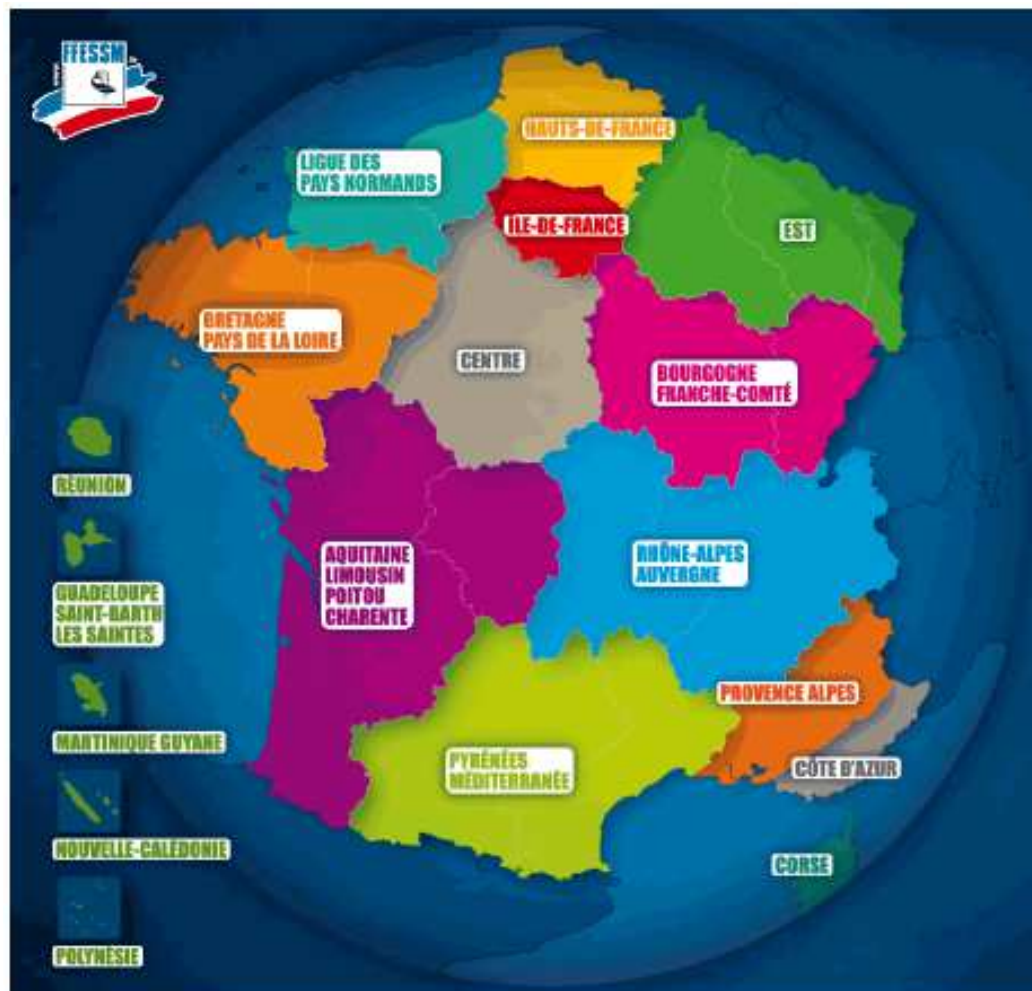 FFESSM
HAUTS-DE-FRANCE
LIGUE DES
PAYS NORMANDS
ILE-DE-FRANCE
EST
BRETAGNE
PAYS DE LA LOIRE
CENTRE
BOURGOGNE
FRANCHE-COMTÉ
RÉUNION
AQUITAINE
LIMOUSIN
POITOU
CHARENTE
RHÔNE-ALPES
AUVERGNE
GUADELOUPE
SAINT-BARTH
LES SAINTES
PROVENCE ALPES
MARTINIQUE GUYANE
PYRÉNÉES
MÉDITERRANÉE
CÔTE D'AZUR
NOUVELLE-CALÉDONIE
CORSE
POLYNÉSIE